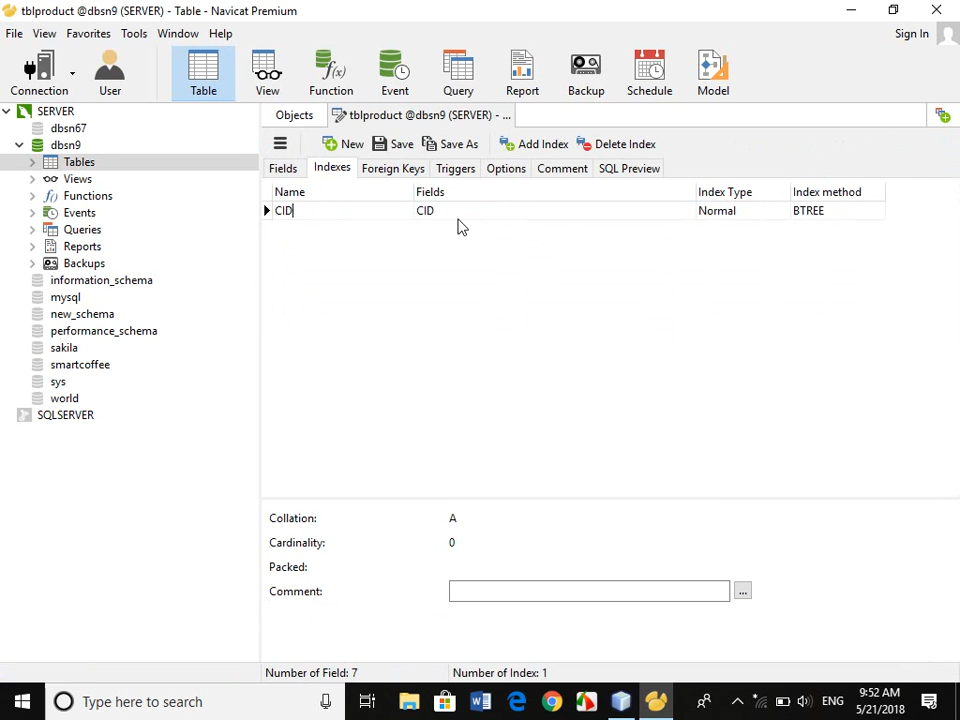 tblproduct @dbsn9 (SERVER) - Table - Navicat Premium
File View Favorites Tools Window Help
Sign In
Connection User Table View Function Event Query Report Backup Schedule Model
SERVER
dbsn67
dbsn9
Tables
Views
Functions
Events
Queries
Reports
Backups
information_schema
mysql
new_schema
performance_schema
sakila
smartcoffee
sys
world
SQLSERVER
Objects tblproduct @dbsn9 (SERVER) - ...
New Save Save As Add Index Delete Index
Fields Indexes Foreign Keys Triggers Options Comment SQL Preview
Name Fields Index Type Index method
CID CID Normal BTREE
Collation: A
Cardinality: 0
Packed:
Comment: ...
Number of Field: 7 Number of Index: 1
Type here to search
ENG
9:52 AM
5/21/2018